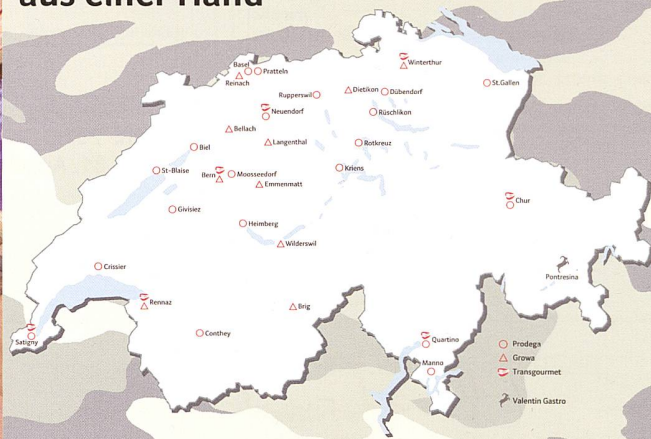 aus einer Hand
Winterthur
Basel
Pratteln
Reinach
St.Gallen
Rupperswil
Dietikon
Dübendorf
Neuendorf
Rüschlikon
Bellach
Langenthal
Rotkreuz
Biel
St-Blaise
Bern
Moosseedorf
Kriens
Emmenmatt
Chur
Givisiez
Heimberg
Wilderswil
Crissier
Pontresina
Rennaz
Brig
Conthey
Satigny
Quartino
Manno
Prodega
Growa
Transgourmet
Valentin Gastro